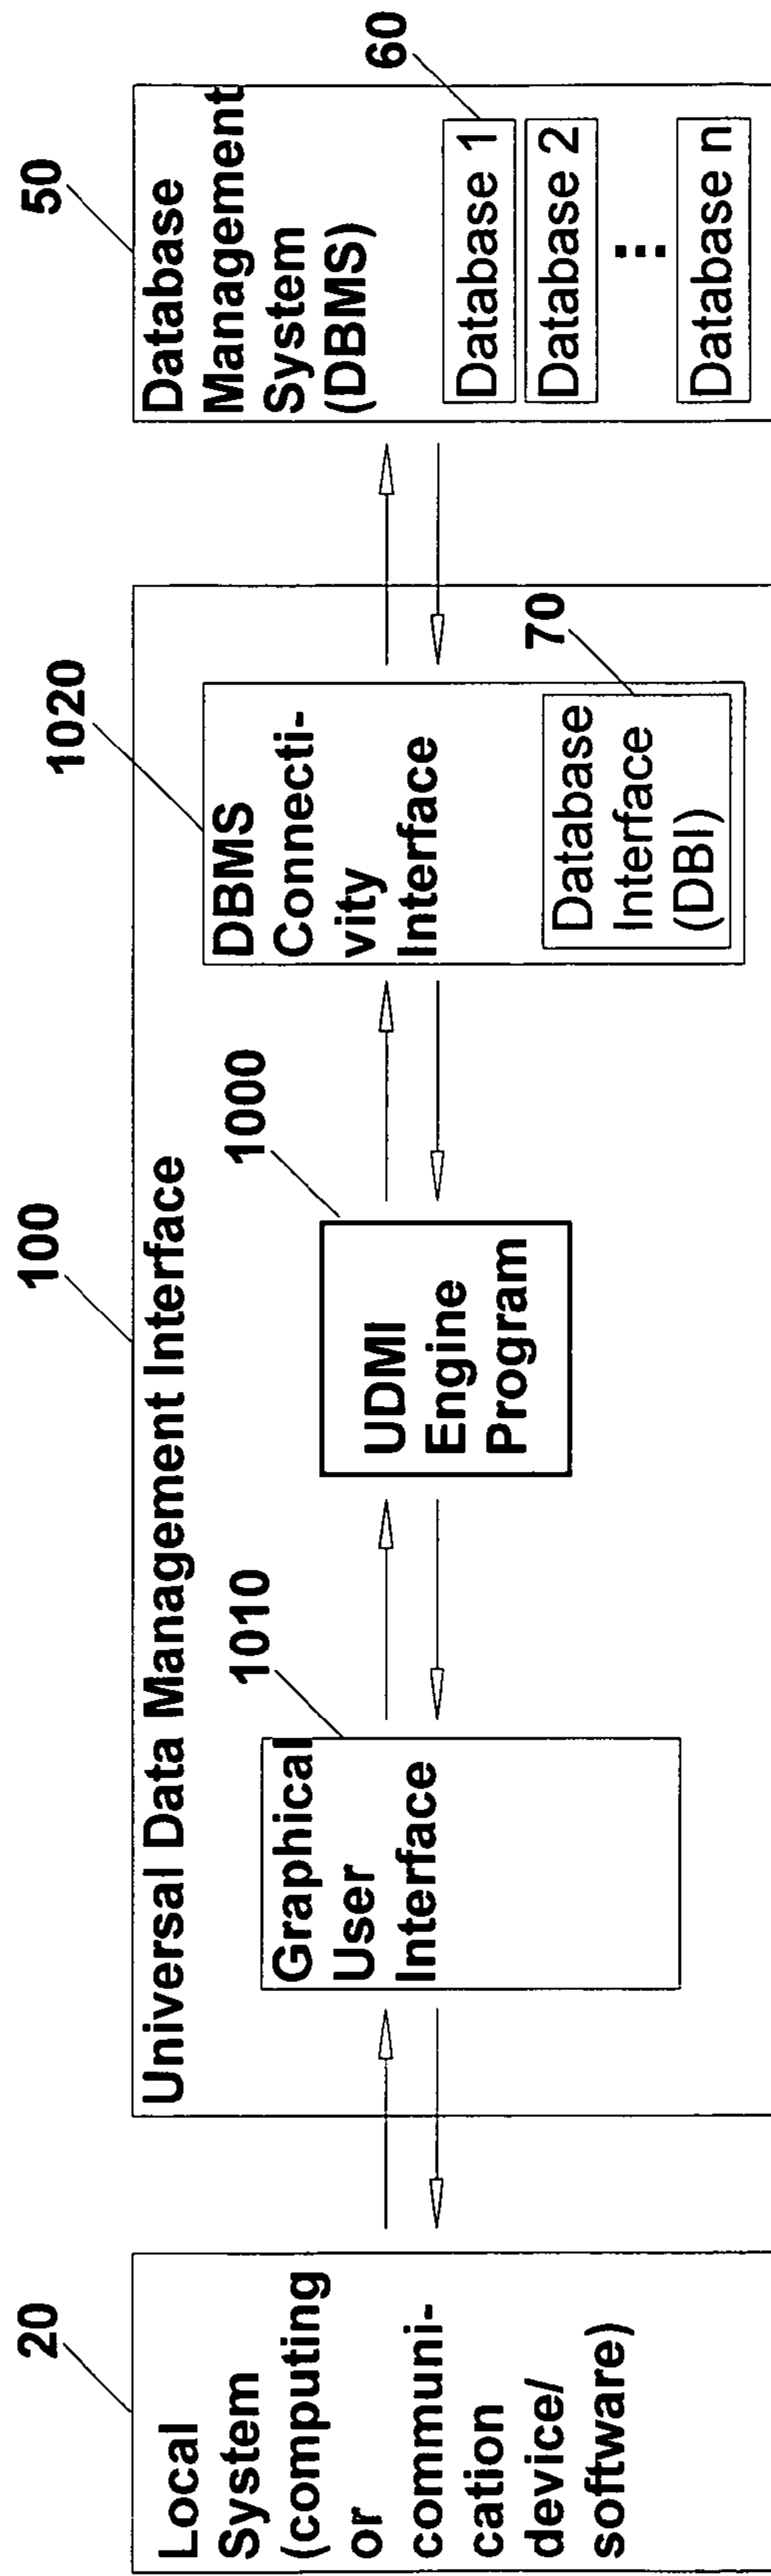 20
Local
System
(computing
or
communi-
cation
device/
software)
100
Universal Data Management Interface
1010
Graphical
User
Interface
1000
UDMI
Engine
Program
1020
DBMS
Connecti-
vity
Interface
70
Database
Interface
(DBI)
50
Database
Management
System
(DBMS)
60
Database 1
Database 2
Database n